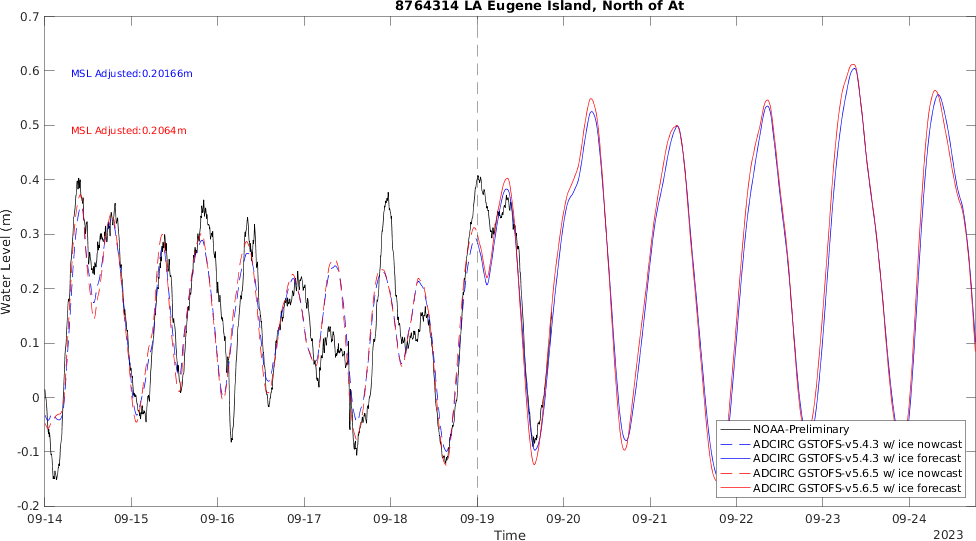 8764314 LA Eugene Island, North of At
0.7
0.6
0.5
0.4
0.3
0.2
0.1
0
-0.1
-0.2
Water Level (m)
MSL Adjusted:0.20166m
MSL Adjusted:0.2064m
NOAA-Preliminary
ADCIRC GSTOFS-v5.4.3 w/ ice nowcast
ADCIRC GSTOFS-v5.4.3 w/ ice forecast
ADCIRC GSTOFS-v5.6.5 w/ ice nowcast
ADCIRC GSTOFS-v5.6.5 w/ ice forecast
09-14 09-15 09-16 09-17 09-18 09-19 09-20 09-21 09-22 09-23 09-24
Time
2023